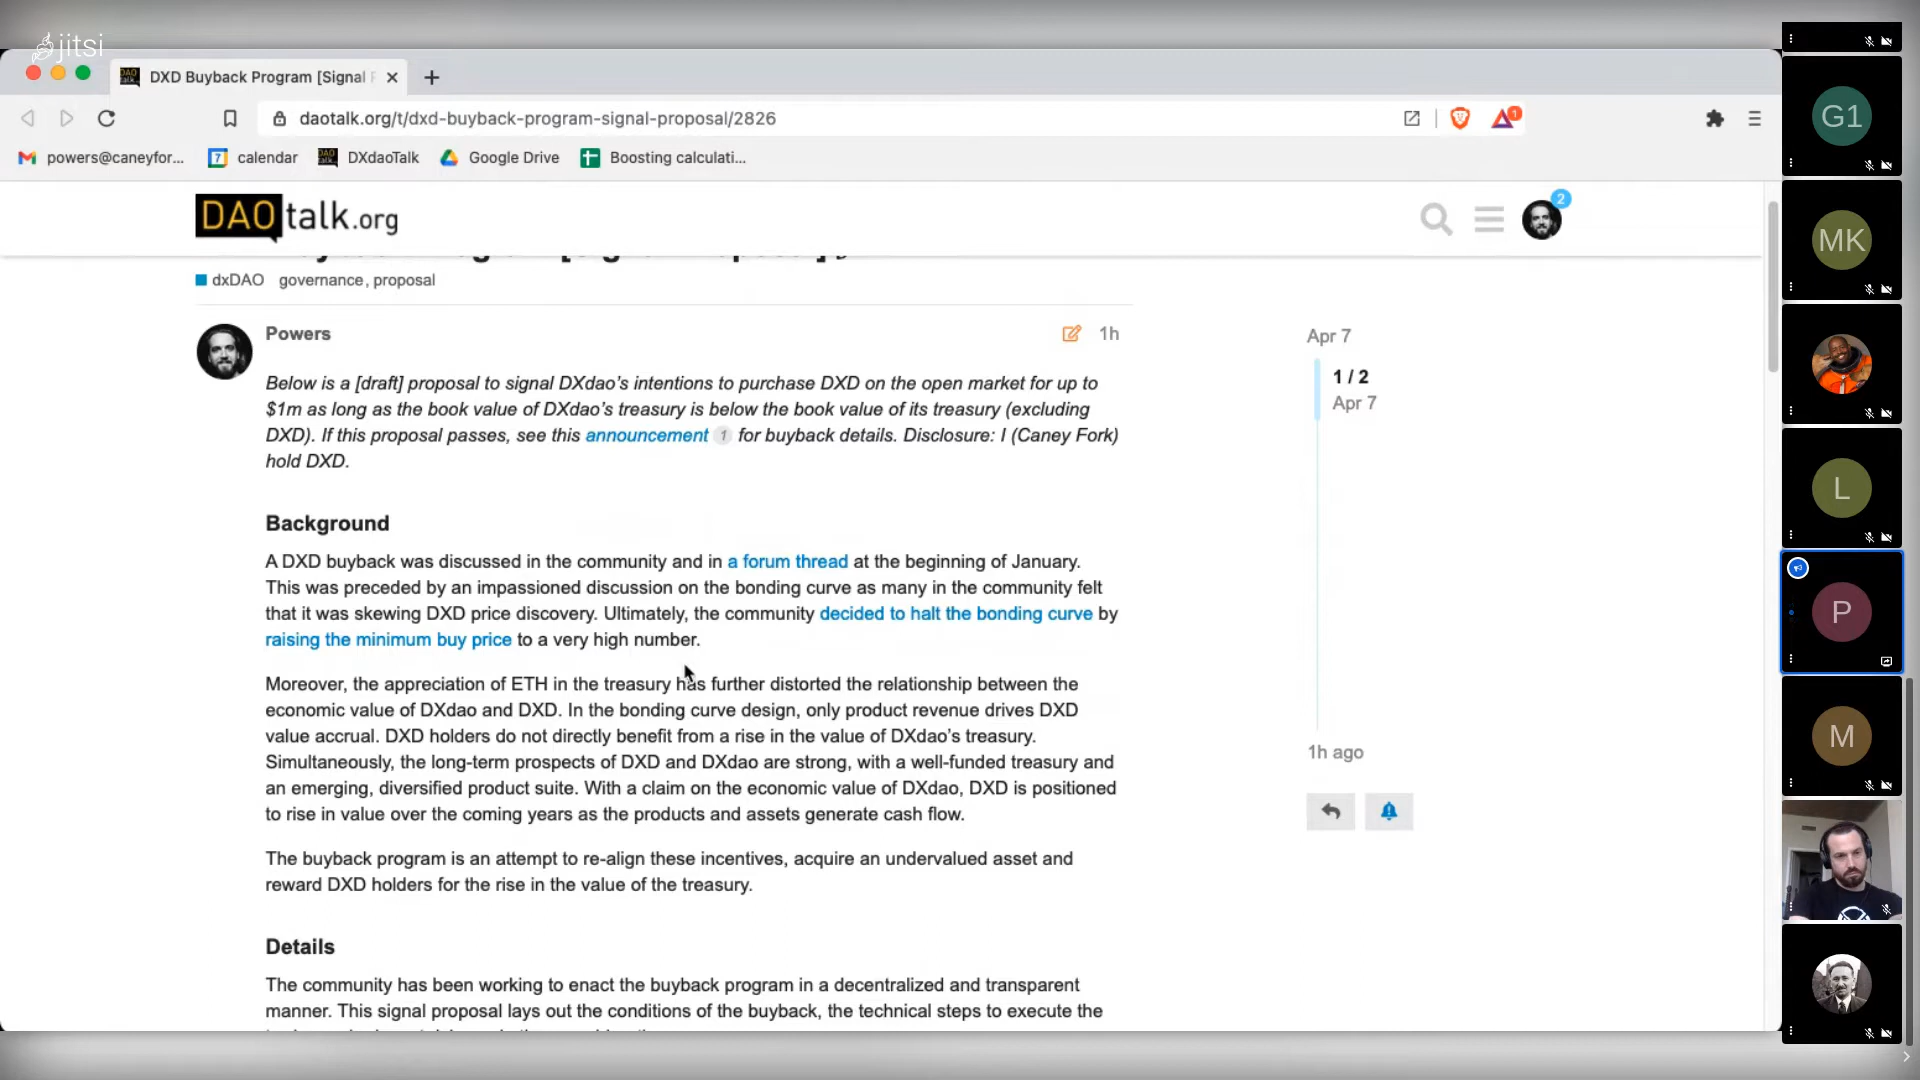 jitsi
DXD Buyback Program [Signal
daotalk.org/t/dxd-buyback-program-signal-proposal/2826
1
powers@caneyfor...
7
calendar
DXdaoTalk
Google Drive
Boosting calculati...
DAOtalk.org
2
dxDAO governance, proposal
Powers
1h
Below is a [draft] proposal to signal DXdao's intentions to purchase DXD on the open market for up to
$1m as long as the book value of DXdao's treasury is below the book value of its treasury (excluding
DXD). If this proposal passes, see this announcement 1 for buyback details. Disclosure: I (Caney Fork)
hold DXD.
Background
A DXD buyback was discussed in the community and in a forum thread at the beginning of January.
This was preceded by an impassioned discussion on the bonding curve as many in the community felt
that it was skewing DXD price discovery. Ultimately, the community decided to halt the bonding curve by
raising the minimum buy price to a very high number.
Moreover, the appreciation of ETH in the treasury has further distorted the relationship between the
economic value of DXdao and DXD. In the bonding curve design, only product revenue drives DXD
value accrual. DXD holders do not directly benefit from a rise in the value of DXdao's treasury.
Simultaneously, the long-term prospects of DXD and DXdao are strong, with a well-funded treasury and
an emerging, diversified product suite. With a claim on the economic value of DXdao, DXD is positioned
to rise in value over the coming years as the products and assets generate cash flow.
The buyback program is an attempt to re-align these incentives, acquire an undervalued asset and
reward DXD holders for the rise in the value of the treasury.
Details
The community has been working to enact the buyback program in a decentralized and transparent
manner. This signal proposal lays out the conditions of the buyback, the technical steps to execute the
Apr 7
1 / 2
Apr 7
1h ago
G1
MK
L
P
M